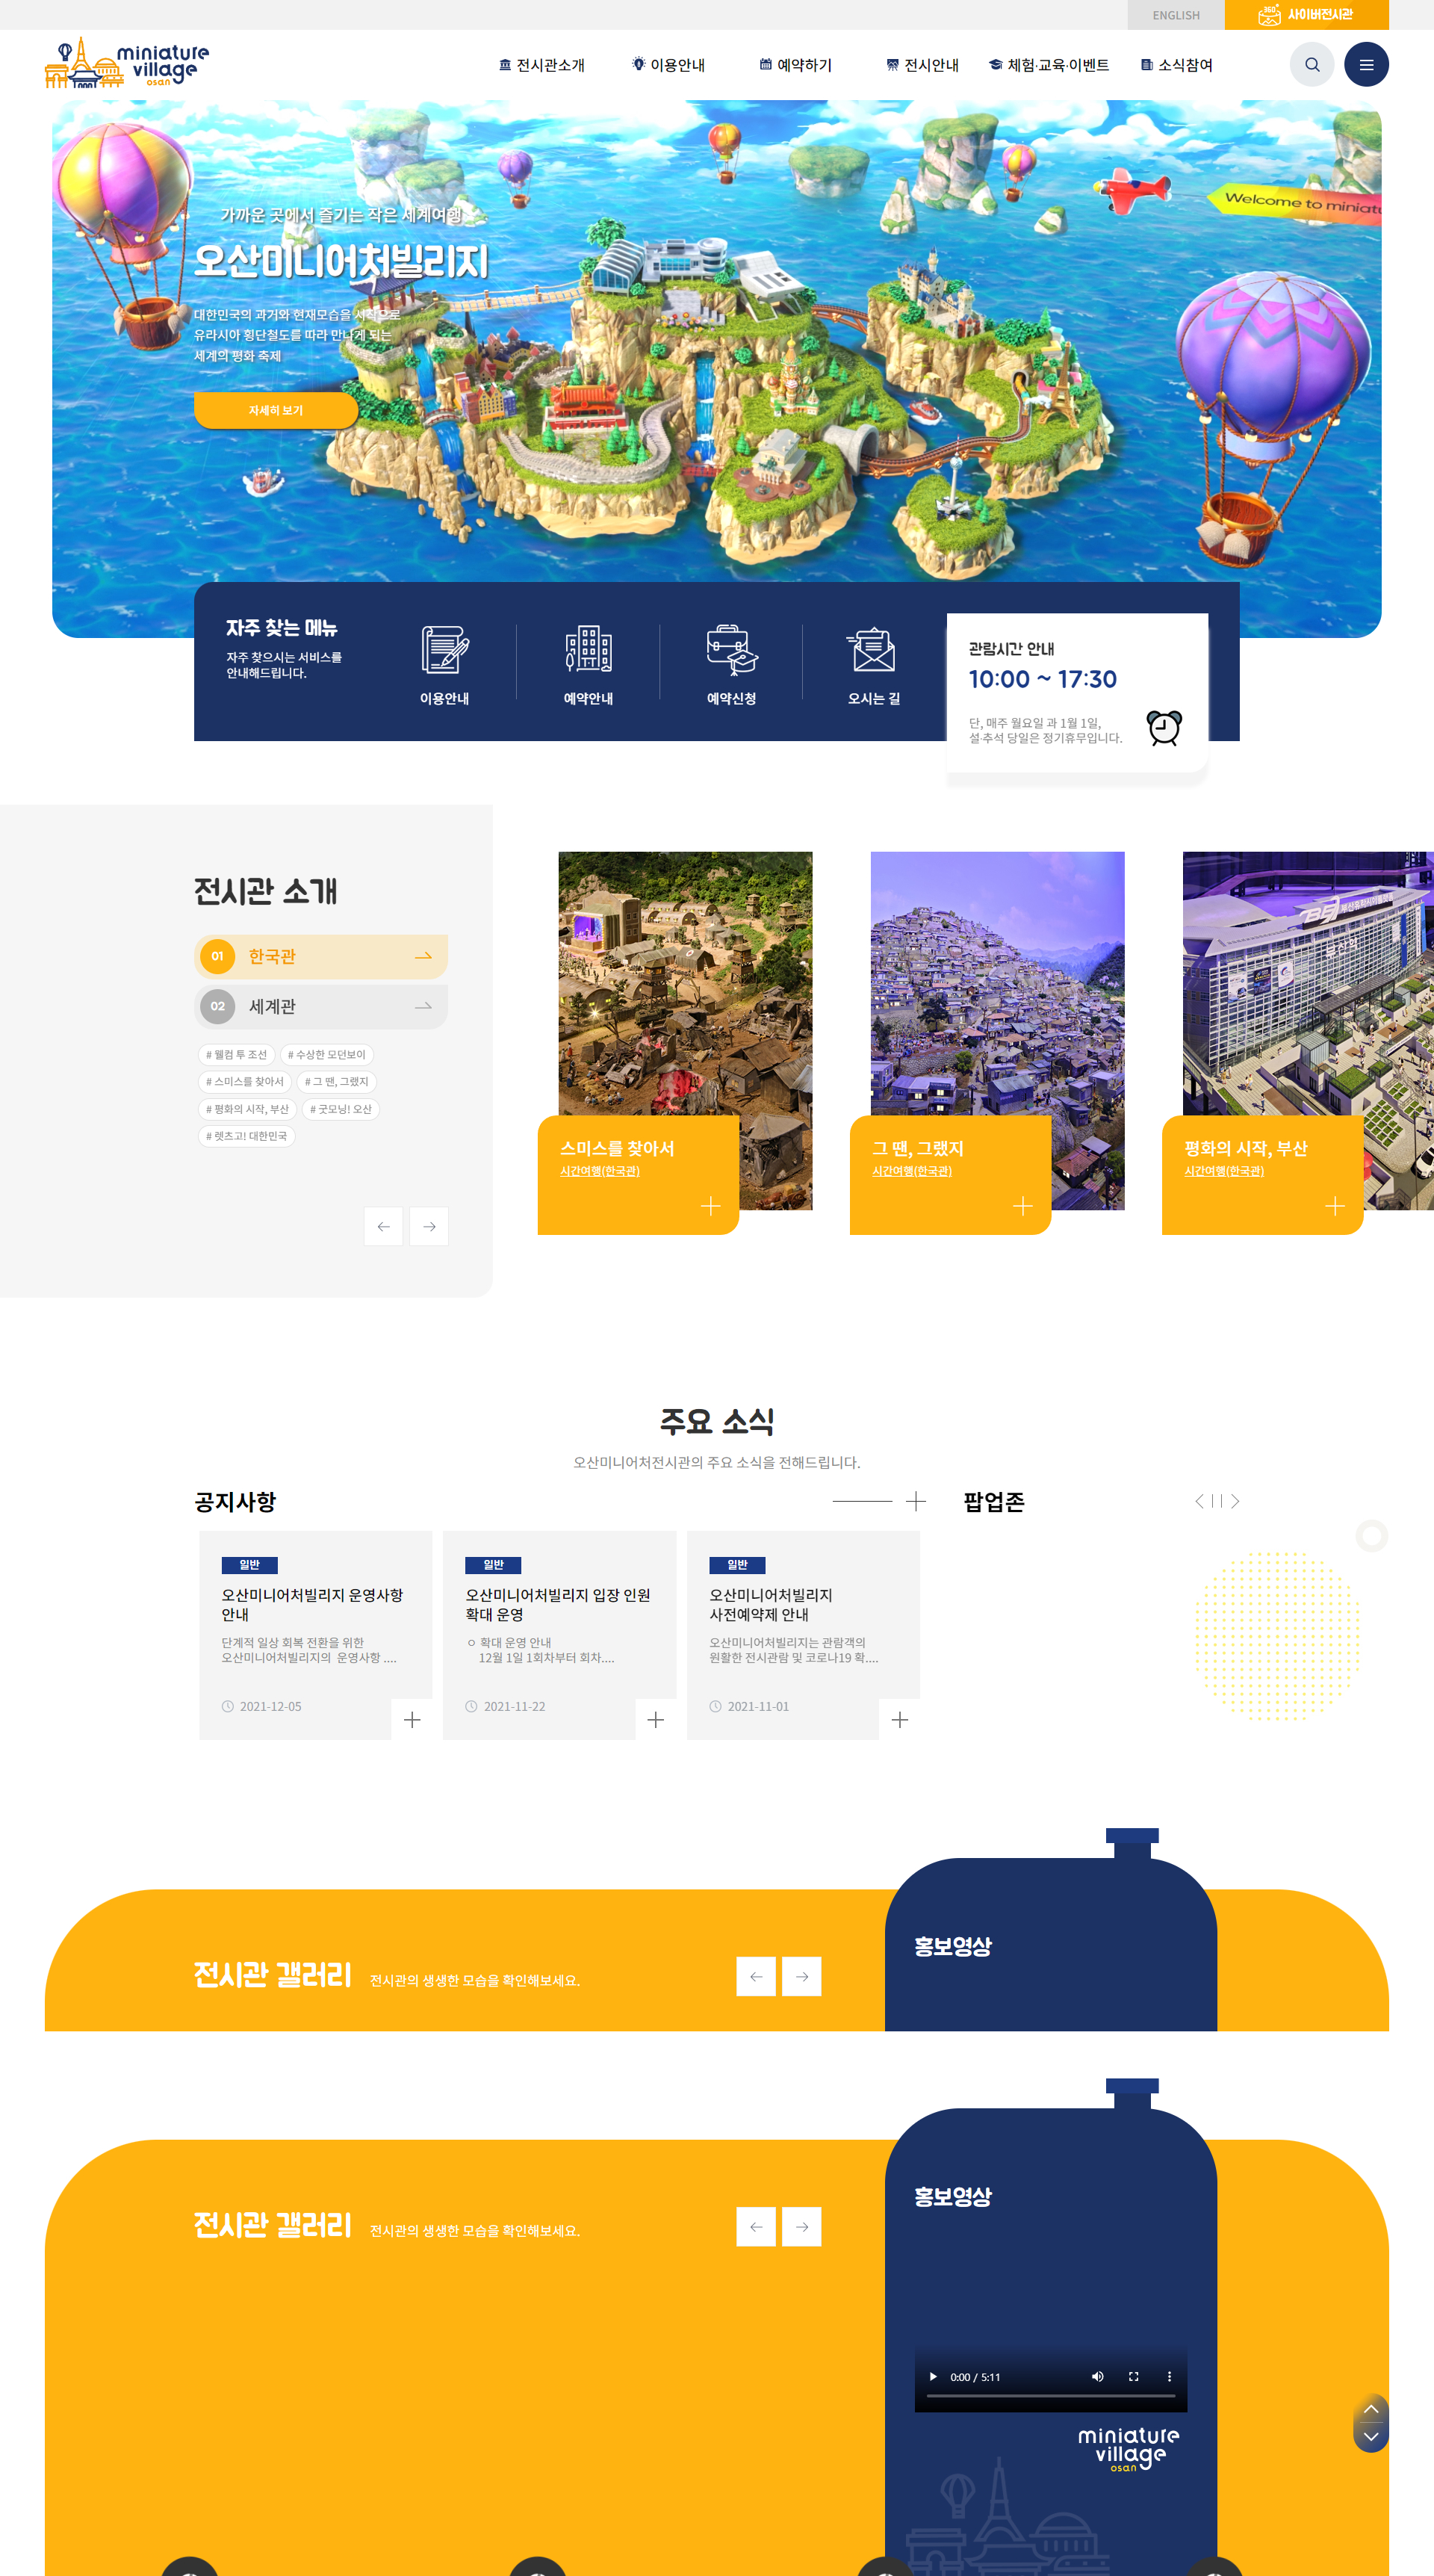 ENGLISH
360°
사이버전시관
miniature
village
osan
전시관소개
이용안내
예약하기
전시안내
체험·교육·이벤트
소식참여
Welcome to miniatu
가까운 곳에서 즐기는 작은 세계여행
오산미니어처빌리지
대한민국의 과거와 현재모습을 시작으로
유라시아 횡단철도를 따라 만나게 되는
세계의 평화 축제
자세히 보기
자주 찾는 메뉴
자주 찾으시는 서비스를
안내해드립니다.
이용안내
예약안내
예약신청
오시는 길
관람시간 안내
10:00 ~ 17:30
단, 매주 월요일 과 1월 1일,
설·추석 당일은 정기휴무입니다.
전시관 소개
01 한국관
02 세계관
# 웰컴 투 조선
# 수상한 모던보이
# 스미스를 찾아서
# 그 땐, 그랬지
# 평화의 시작, 부산
# 굿모닝! 오산
# 렛츠고! 대한민국
스미스를 찾아서
시간여행(한국관)
그 땐, 그랬지
시간여행(한국관)
평화의 시작, 부산
시간여행(한국관)
주요 소식
오산미니어처전시관의 주요 소식을 전해드립니다.
공지사항
일반
오산미니어처빌리지 운영사항
안내
단계적 일상 회복 전환을 위한
오산미니어처빌리지의  운영사항 ....
2021-12-05
일반
오산미니어처빌리지 입장 인원
확대 운영
ㅇ 확대 운영 안내
12월 1일 1회차부터 회차....
2021-11-22
일반
오산미니어처빌리지
사전예약제 안내
오산미니어처빌리지는 관람객의
원활한 전시관람 및 코로나19 확....
2021-11-01
팝업존
전시관 갤러리
전시관의 생생한 모습을 확인해보세요.
홍보영상
전시관 갤러리
전시관의 생생한 모습을 확인해보세요.
홍보영상
0:00 / 5:11
miniature
village
osan